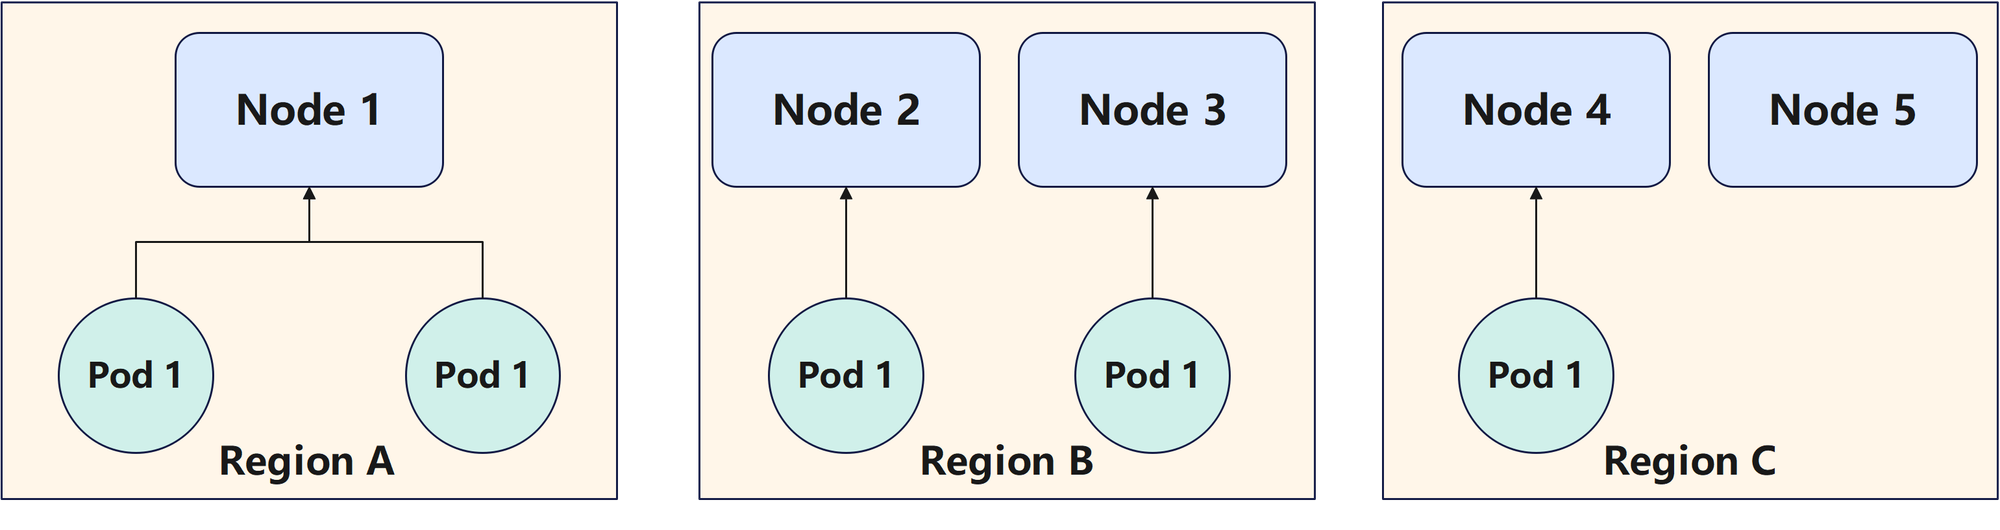 Node 1
Pod 1
Pod 1
Region A
Node 2
Node 3
Pod 1
Pod 1
Region B
Node 4
Node 5
Pod 1
Region C